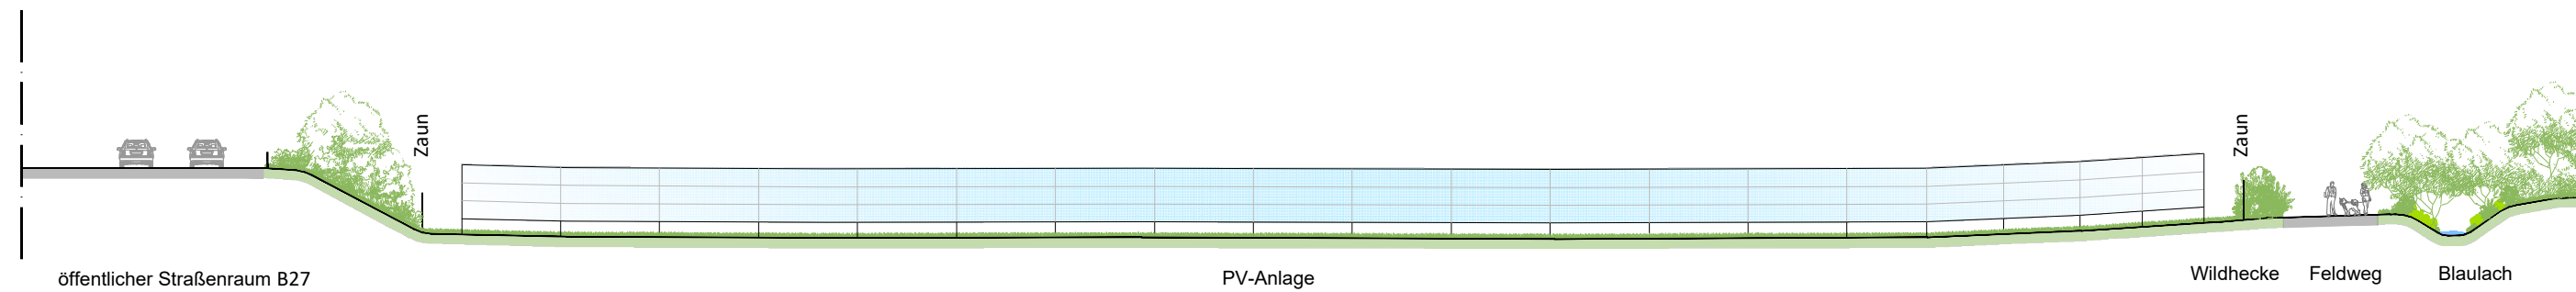 Zaun
Zaun
öffentlicher Straßenraum B27
PV-Anlage
Wildhecke
Feldweg
Blaulach